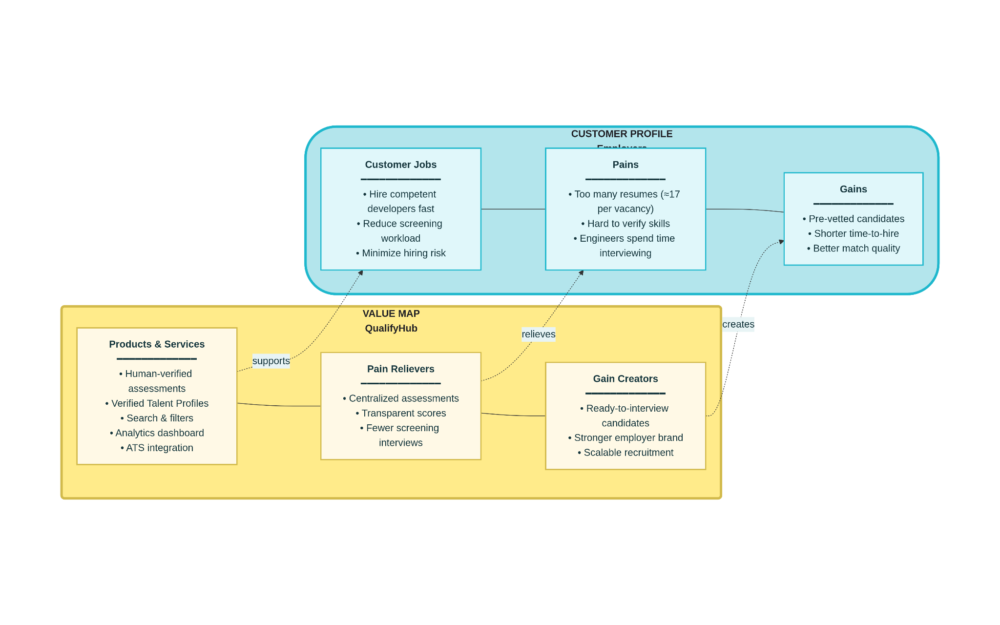 CUSTOMER PROFILE
Employers
Customer Jobs
• Hire competent
developers fast
• Reduce screening
workload
• Minimize hiring risk
Pains
• Too many resumes (≈17
per vacancy)
• Hard to verify skills
• Engineers spend time
interviewing
Gains
• Pre-vetted candidates
• Shorter time-to-hire
• Better match quality
VALUE MAP
QualifyHub
Products & Services
• Human-verified
assessments
• Verified Talent Profiles
• Search & filters
• Analytics dashboard
• ATS integration
supports
Pain Relievers
• Centralized assessments
• Transparent scores
• Fewer screening
interviews
relieves
Gain Creators
• Ready-to-interview
candidates
• Stronger employer brand
• Scalable recruitment
creates